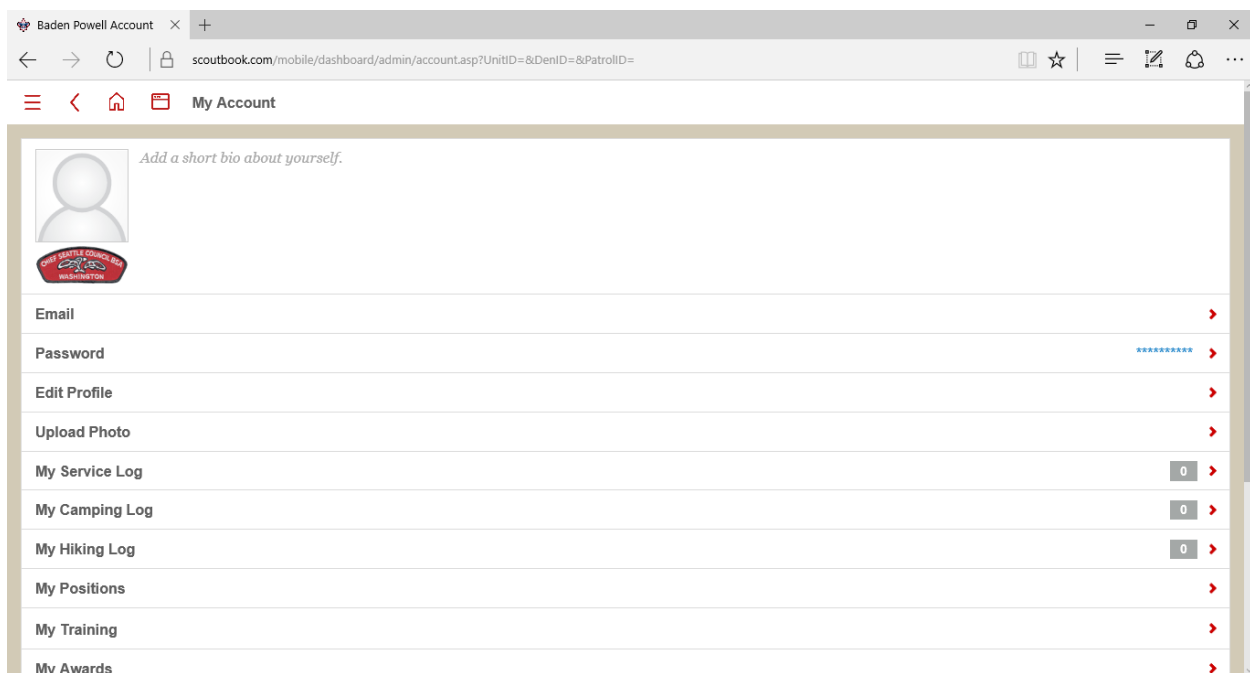 Baden Powell Account
scoutbook.com/mobile/dashboard/admin/account.asp?UnitID=&DenID=&PatrolID=
My Account
Add a short bio about yourself.
CHIEF SEATTLE COUNCIL BSA
WASHINGTON
Email
Password **********
Edit Profile
Upload Photo
My Service Log 0
My Camping Log 0
My Hiking Log 0
My Positions
My Training
My Awards